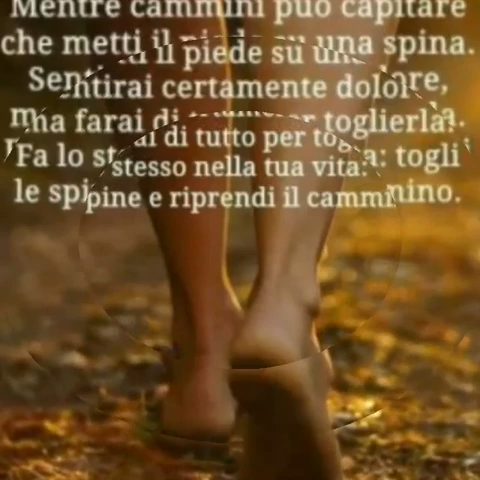 Mentre cammini può capitare
che metti il piede su una spina.
Sentirai certamente dolore,
ma farai di tutto per toglierla.
Fa lo stesso nella tua vita: togli
le spine e riprendi il cammino.